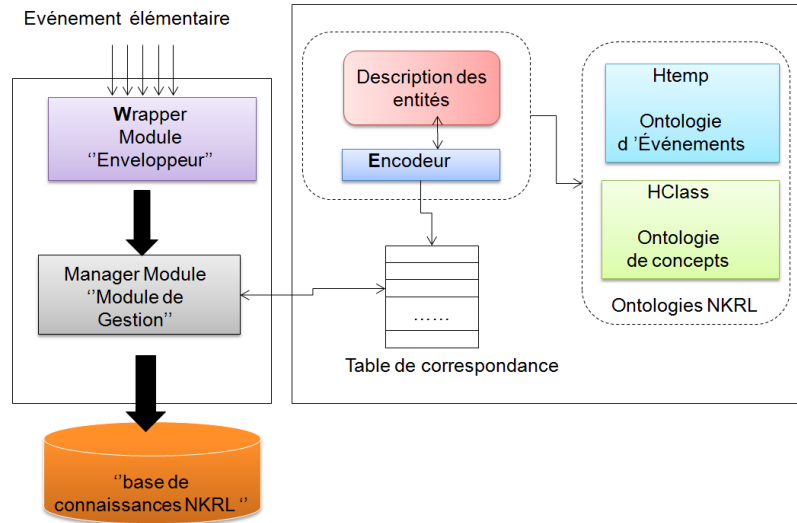 Evénement élémentaire
Wrapper
Module
‘‘Enveloppeur’’
Manager Module
‘‘Module de
Gestion’’
‘‘base de
connaissances NKRL ‘’
Description des
entités
Encodeur
......
Table de correspondance
Htemp
Ontologie
d ’Événements
HClass
Ontologie
de concepts
Ontologies NKRL